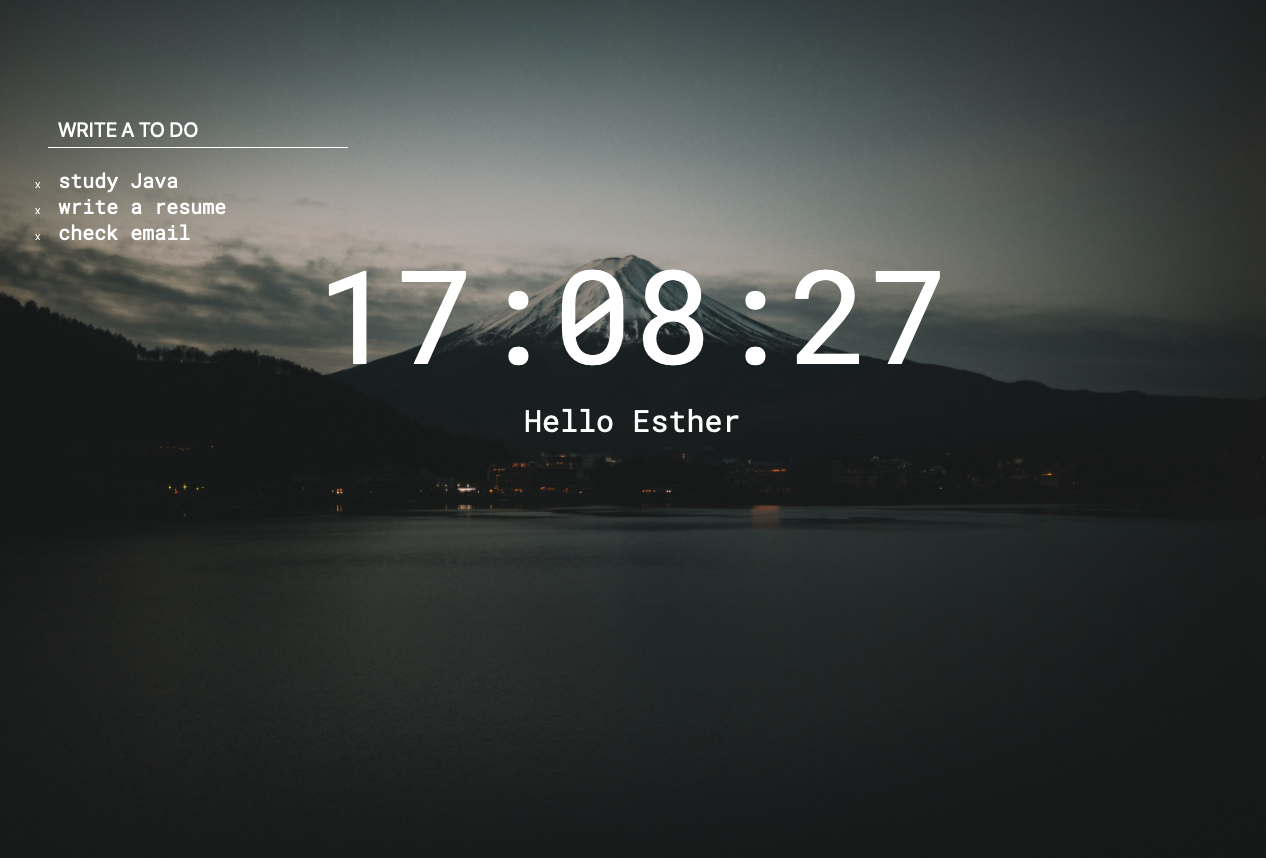 WRITE A TO DO
x study Java
x write a resume
x check email
17:08:27
Hello Esther